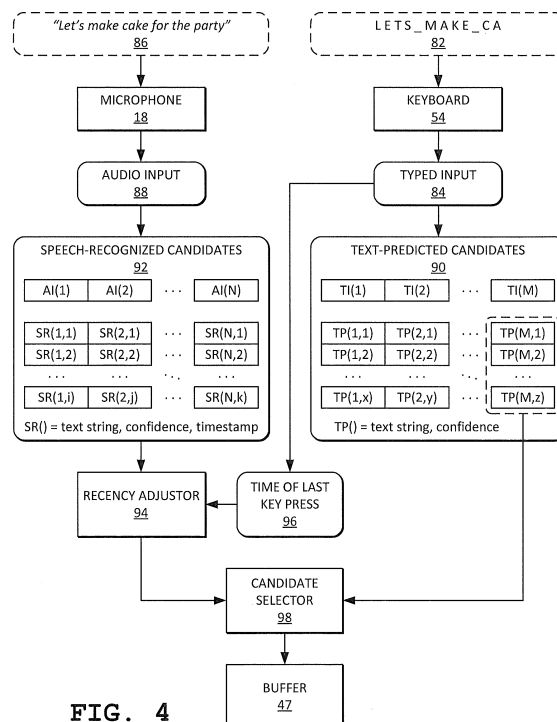 "Let's make cake for the party"
86
LETS_MAKE_CA
82
MICROPHONE
18
KEYBOARD
54
AUDIO INPUT
88
TYPED INPUT
84
SPEECH-RECOGNIZED CANDIDATES
92
AI(1) AI(2) . . . AI(N)
SR(1,1) SR(2,1) . . . SR(N,1)
SR(1,2) SR(2,2) SR(N,2)
. . . . . . . . . . . .
SR(1,i) SR(2,j) . . . SR(N,k)
SR() = text string, confidence, timestamp
TEXT-PREDICTED CANDIDATES
90
TI(1) TI(2) . . . TI(M)
TP(1,1) TP(2,1) . . . TP(M,1)
TP(1,2) TP(2,2) TP(M,2)
. . . . . . . . . . . .
TP(1,x) TP(2,y) . . . TP(M,z)
TP() = text string, confidence
RECENCY ADJUSTOR
94
TIME OF LAST
KEY PRESS
96
CANDIDATE
SELECTOR
98
BUFFER
47
FIG. 4